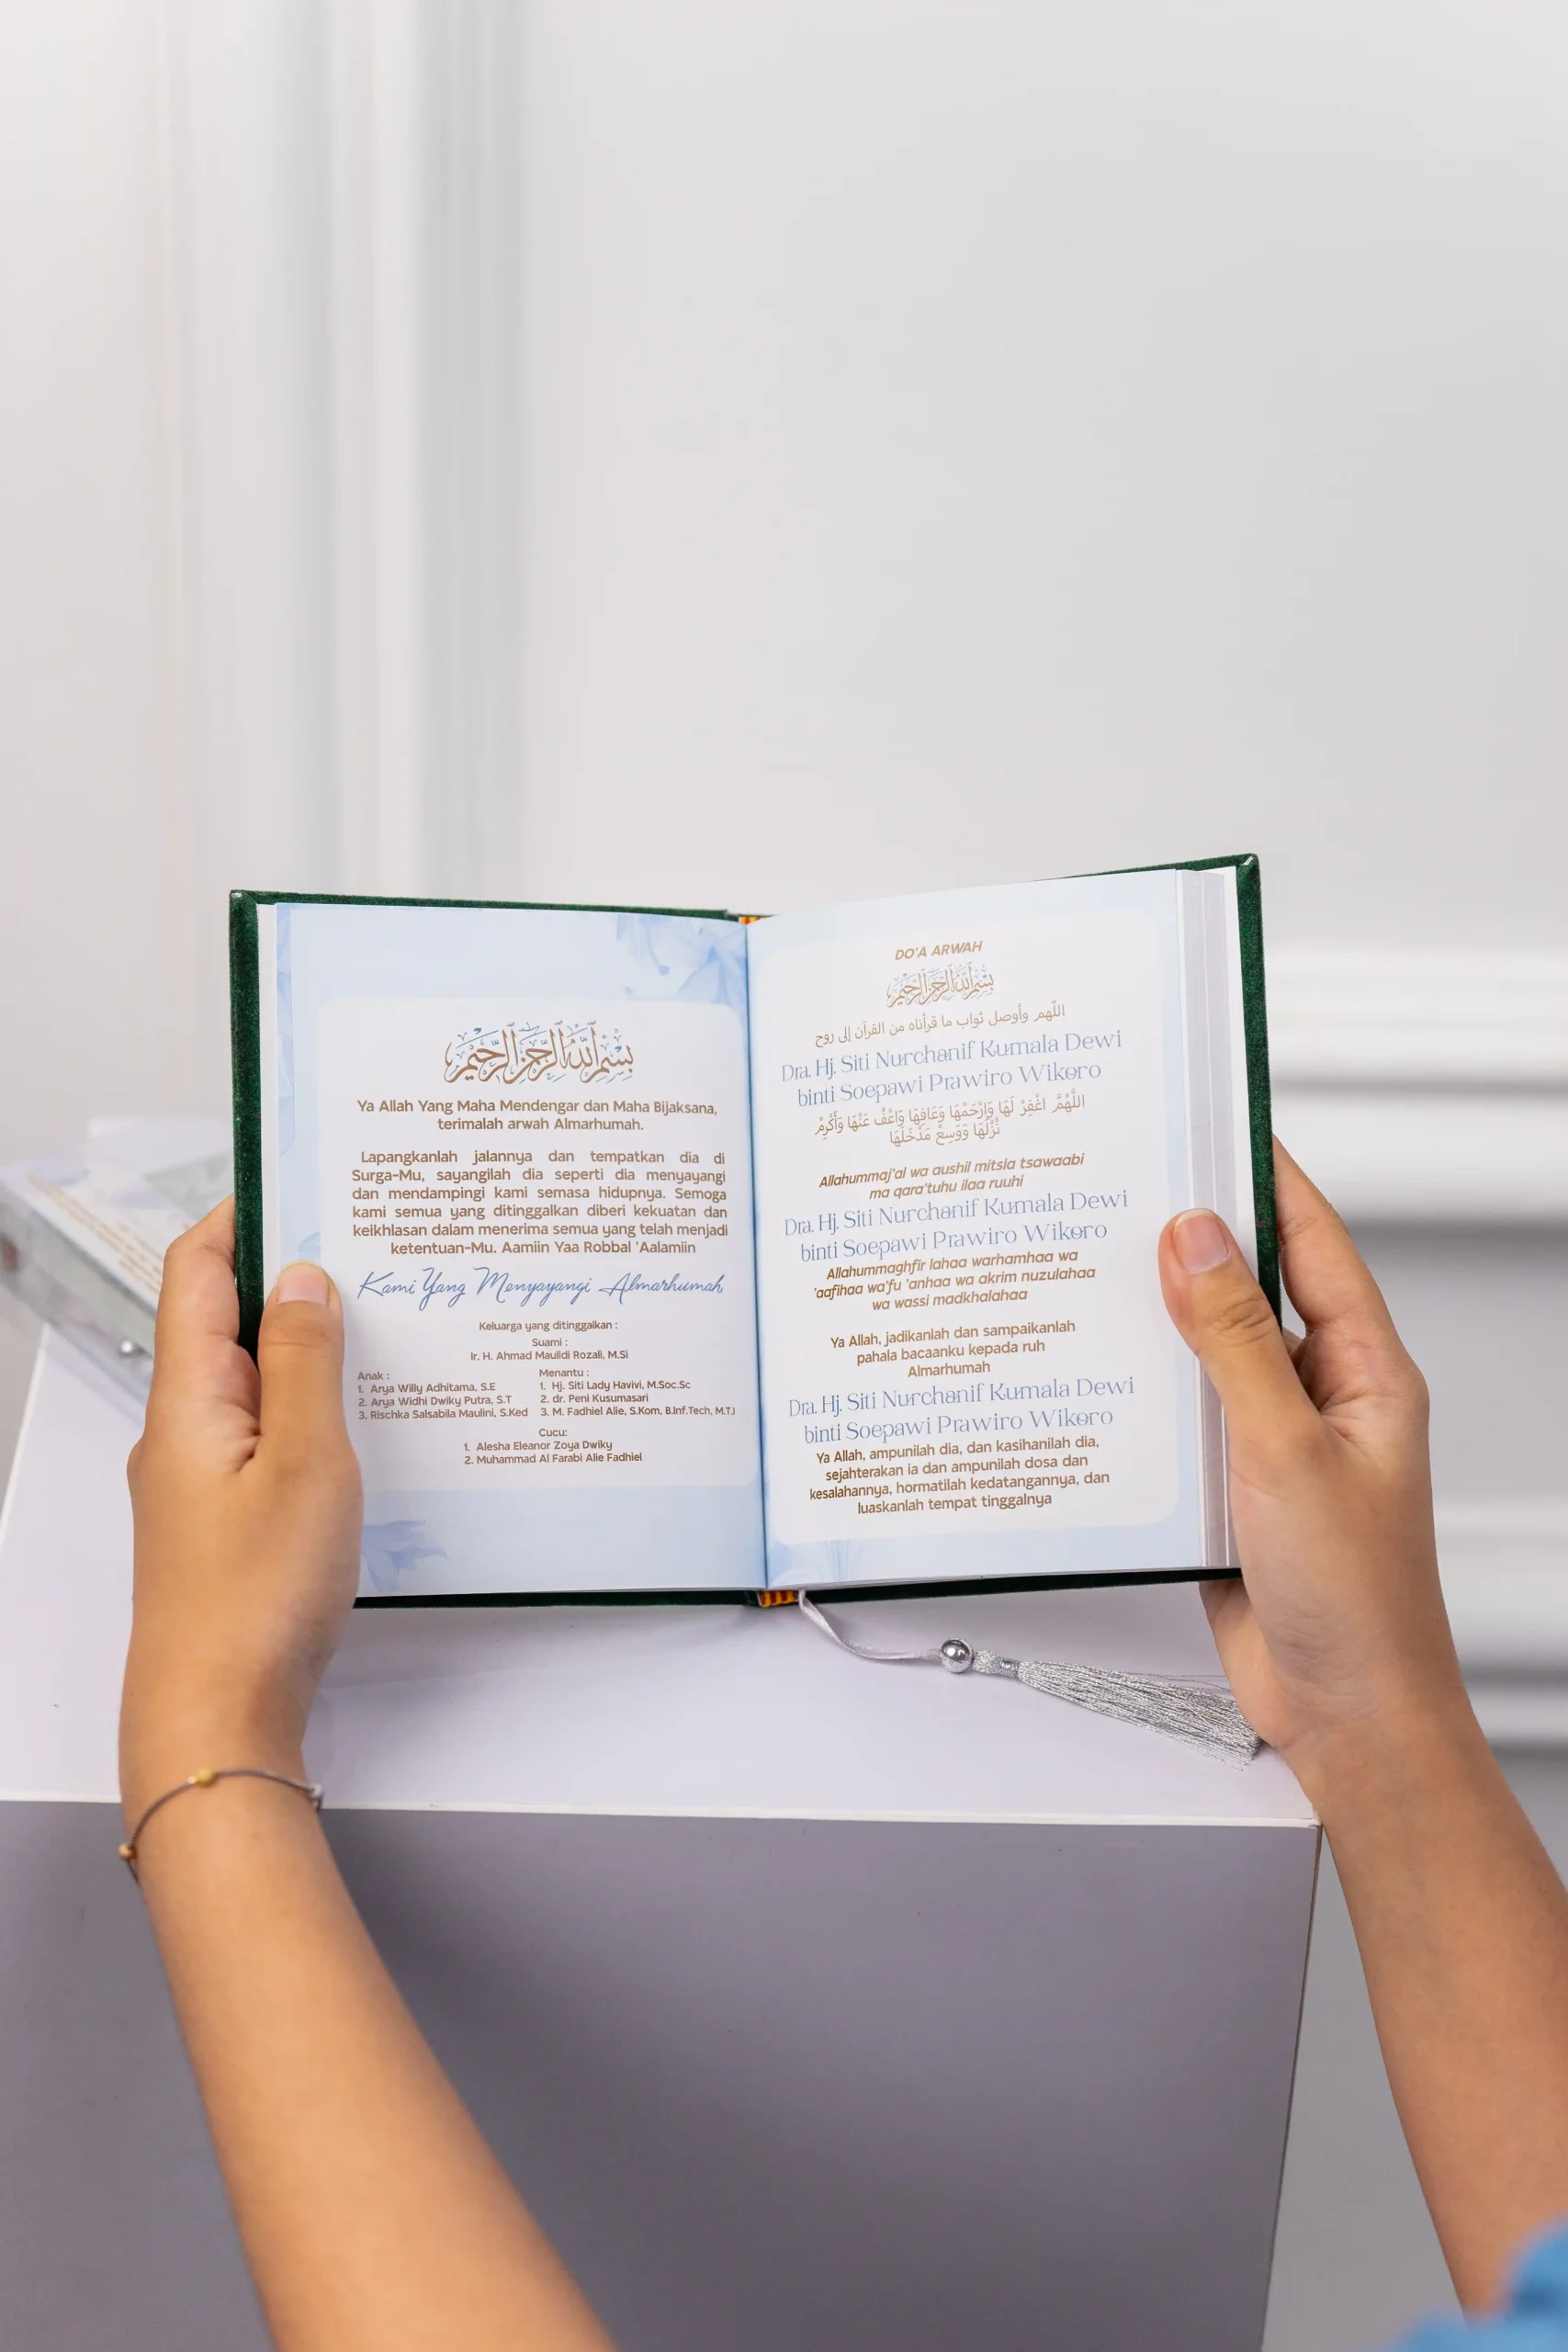 بسم الله الرحمن الرحيم
Ya Allah Yang Maha Mendengar dan Maha Bijaksana,
terimalah arwah Almarhumah.
Lapangkanlah jalannya dan tempatkan dia di
Surga-Mu, sayangilah dia seperti dia menyayangi
dan mendampingi kami semasa hidupnya. Semoga
kami semua yang ditinggalkan diberi kekuatan dan
keikhlasan dalam menerima semua yang telah menjadi
ketentuan-Mu. Aamiin Yaa Robbal 'Aalamiin
Kami Yang Menyayangi Almarhumah
Keluarga yang ditinggalkan :
Suami :
Ir. H. Ahmad Maulidi Rozali, M.Si
Anak :
1. Arya Willy Adhitama, S.E
2. Arya Widhi Dwiky Putra, S.T
3. Rischka Salsabila Maulini, S.Ked
Menantu :
1. Hj. Siti Lady Havivi, M.Soc.Sc
2. dr. Peni Kusumasari
3. M. Fadhiel Alie, S.Kom, B.Inf.Tech, M.T.I
Cucu:
1. Alesha Eleanor Zoya Dwiky
2. Muhammad Al Farabi Alie Fadhiel
DO'A ARWAH
بسم الله الرحمن الرحيم
اللّهم وأوصل ثواب ما قرأناه من القرآن إلى روح
Dra. Hj. Siti Nurchanif Kumala Dewi
binti Soepawi Prawiro Wikoro
اللَّهُمَّ اغْفِرْ لَهَا وَارْحَمْهَا وَعَافِهَا وَاعْفُ عَنْهَا وَأَكْرِمْ
نُزُلَهَا وَوَسِعْ مَدْخَلَهَا
Allahummaj'al wa aushil mitsla tsawaabi
ma qara'tuhu ilaa ruuhi
Dra. Hj. Siti Nurchanif Kumala Dewi
binti Soepawi Prawiro Wikoro
Allahummaghfir lahaa warhamhaa wa
'aafihaa wa'fu 'anhaa wa akrim nuzulahaa
wa wassi madkhalahaa
Ya Allah, jadikanlah dan sampaikanlah
pahala bacaanku kepada ruh
Almarhumah
Dra. Hj. Siti Nurchanif Kumala Dewi
binti Soepawi Prawiro Wikoro
Ya Allah, ampunilah dia, dan kasihanilah dia,
sejahterakan ia dan ampunilah dosa dan
kesalahannya, hormatilah kedatangannya, dan
luaskanlah tempat tinggalnya